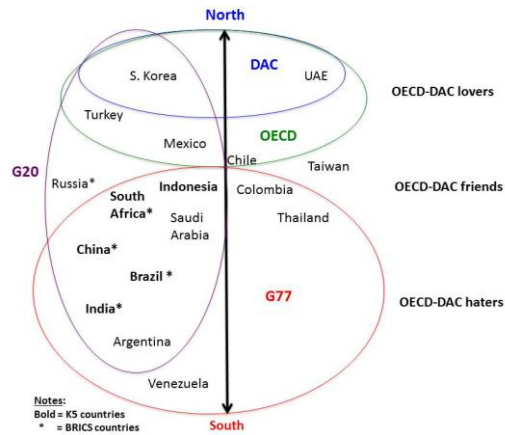 North
S. Korea
DAC
UAE
OECD-DAC lovers
Turkey
OECD
Mexico
Chile
Taiwan
G20
Russia*
Indonesia
Colombia
OECD-DAC friends
South
Africa*
Saudi
Arabia
Thailand
China*
Brazil *
G77
OECD-DAC haters
India*
Argentina
Venezuela
Notes:
Bold = K5 countries
* = BRICS countries
South